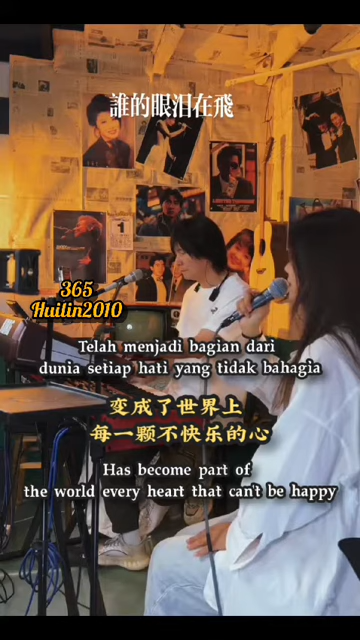 誰的眼泪在飛
365
Huilin2010
Telah menjadi bagian dari
dunia setiap hati yang tidak bahagia
变成了世界上
每一颗不快乐的心
Has become part of
the world every heart that can't be happy